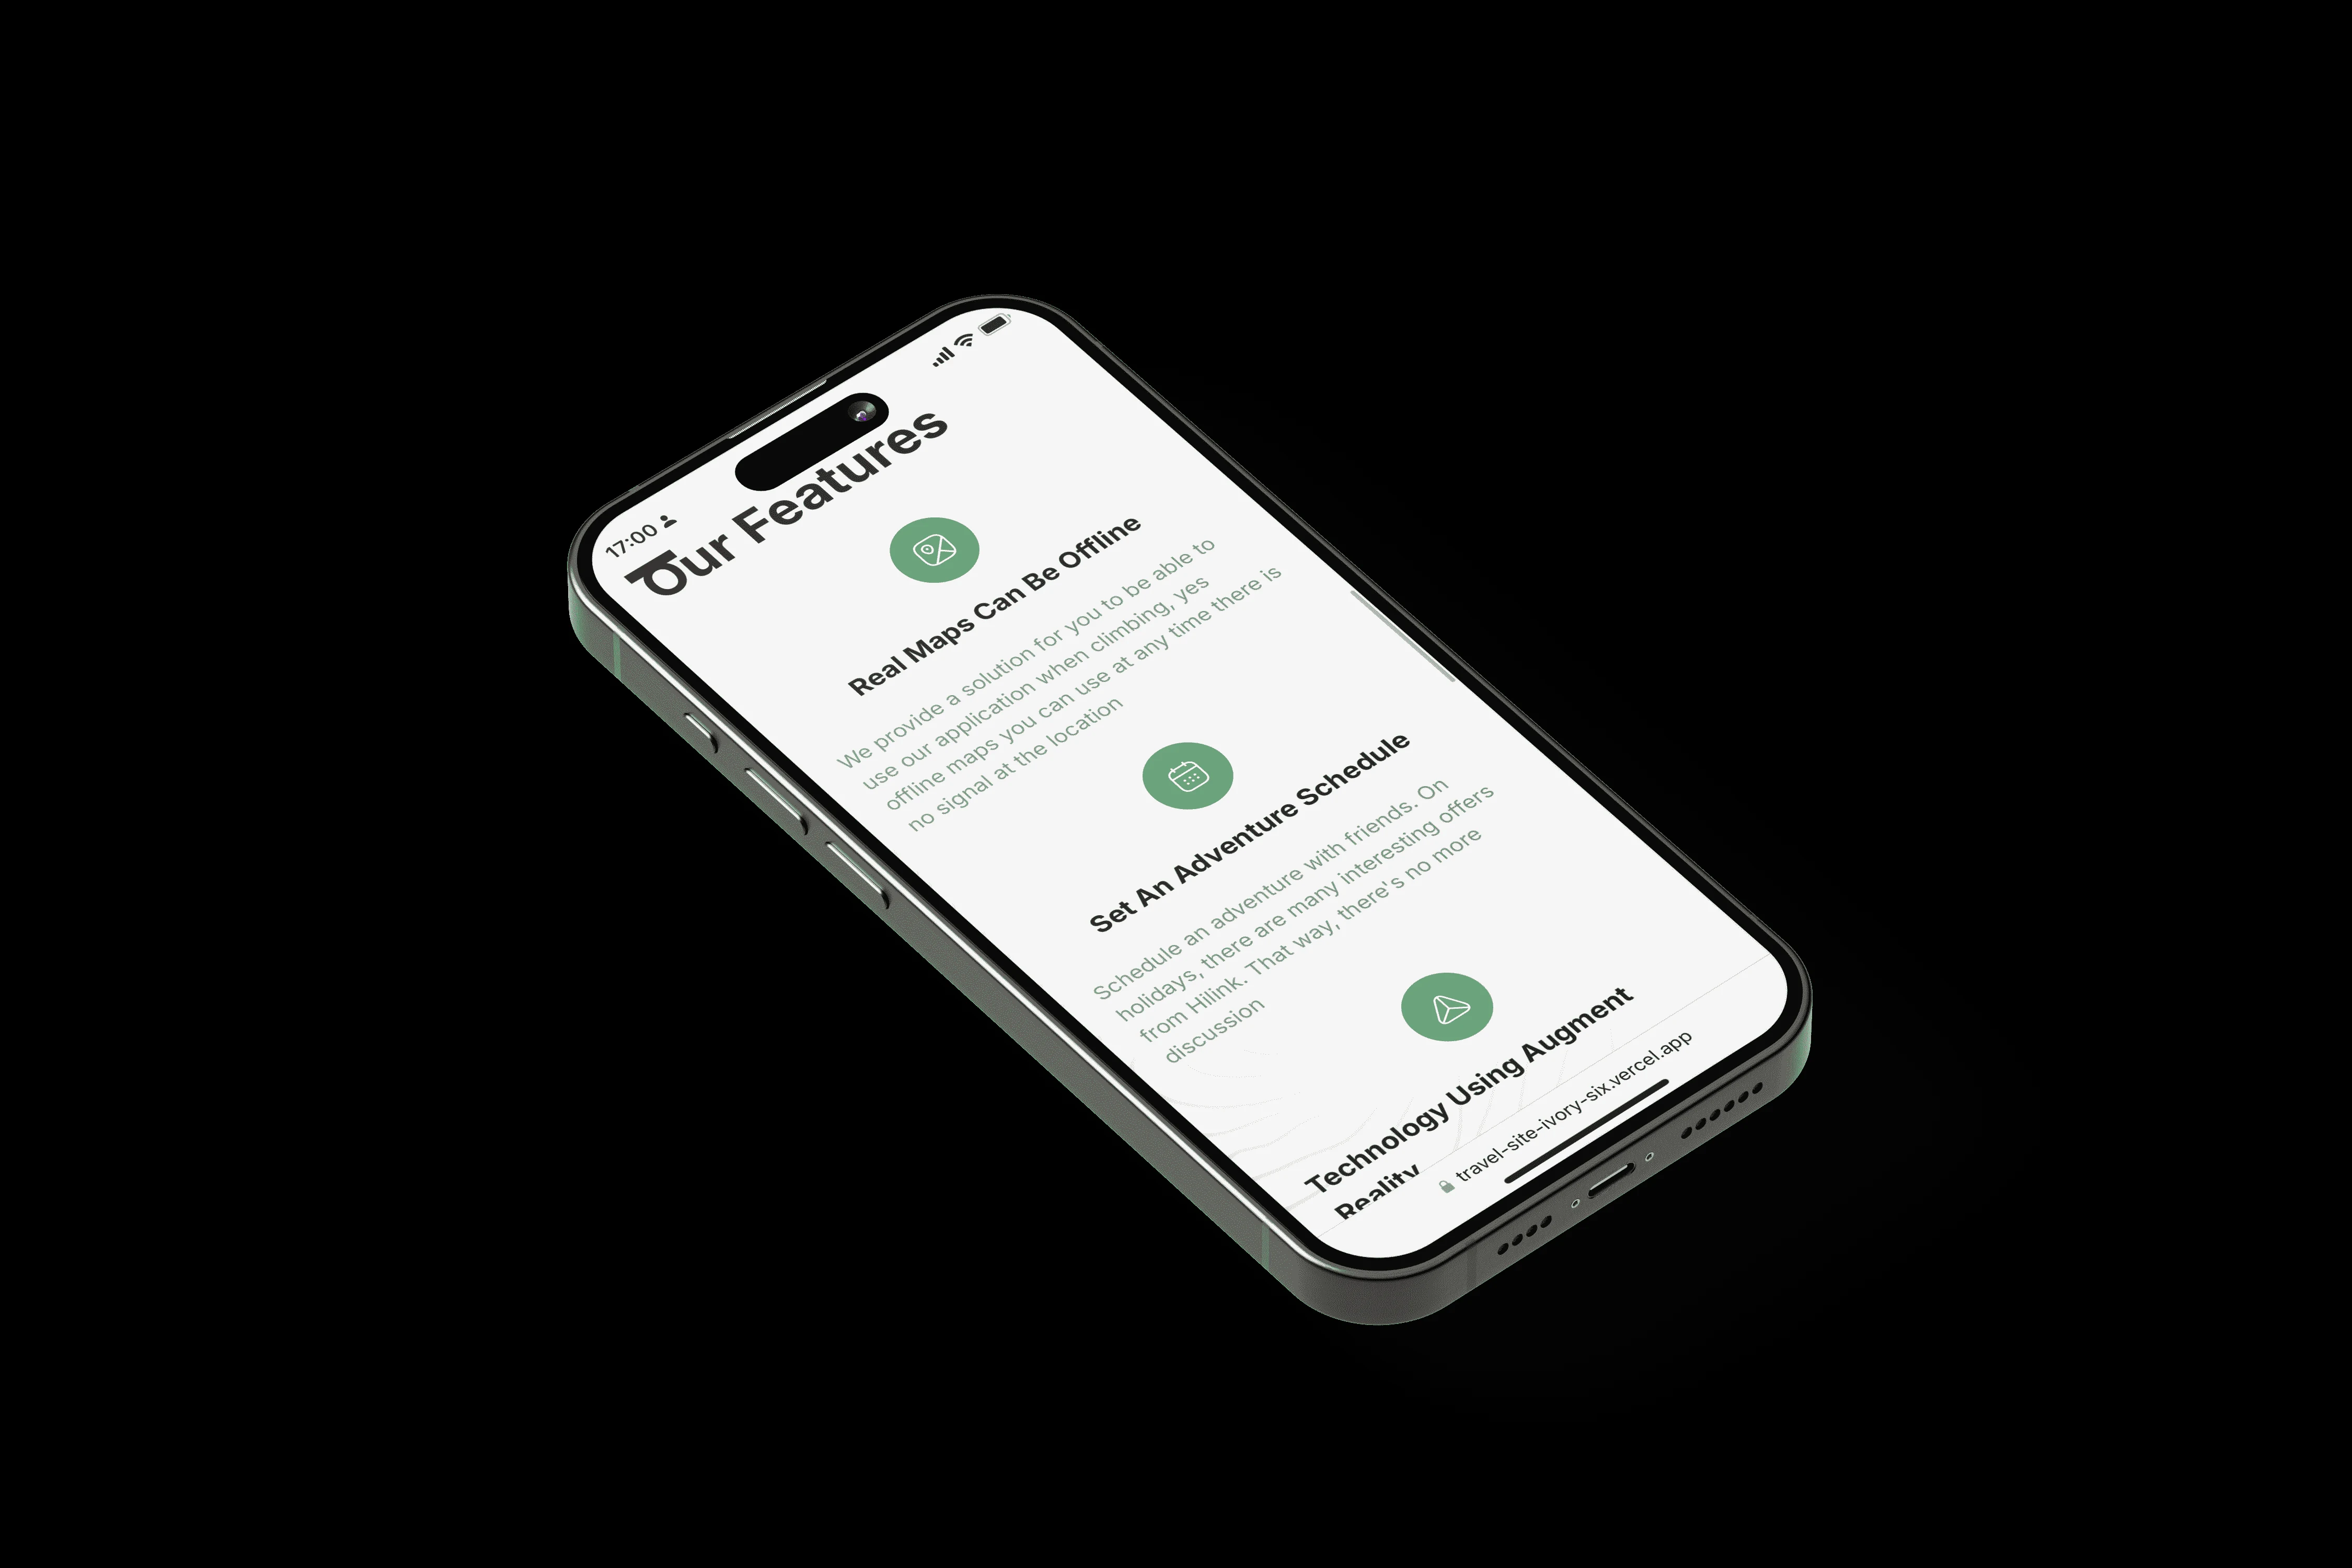 17:00
Our Features
Real Maps Can Be Offline
We provide a solution for you to be able to
use our application when climbing, yes
offline maps you can use at any time there is
no signal at the location
Set An Adventure Schedule
Schedule an adventure with friends. On
holidays, there are many interesting offers
from Hilink. That way, there's no more
discussion
Technology Using Augment
Reality
travel-site-ivory-six.vercel.app